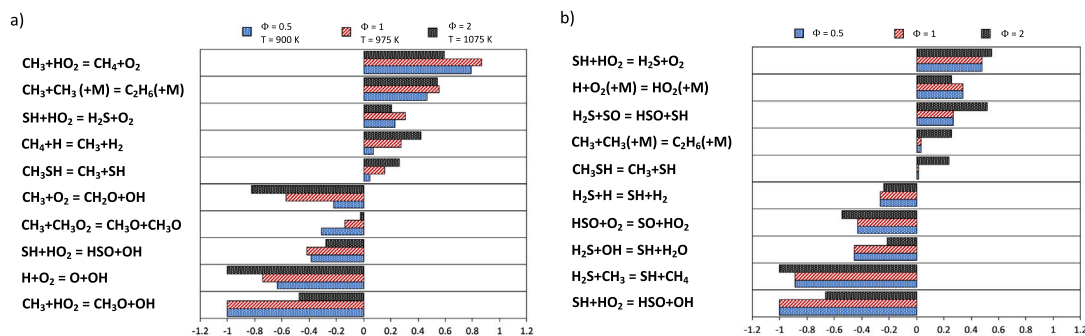 a)
Φ = 0.5 Φ = 1 Φ = 2
T = 900 K T = 975 K T = 1075 K
CH₃+HO₂ = CH₄+O₂
CH₃+CH₃ (+M) = C₂H₆(+M)
SH+HO₂ = H₂S+O₂
CH₄+H = CH₃+H₂
CH₃SH = CH₃+SH
CH₃+O₂ = CH₂O+OH
CH₃+CH₃O₂ = CH₃O+CH₃O
SH+HO₂ = HSO+OH
H+O₂ = O+OH
CH₃+HO₂ = CH₃O+OH
-1.2 -1 -0.8 -0.6 -0.4 -0.2 0 0.2 0.4 0.6 0.8 1 1.2
b)
Φ = 0.5 Φ = 1 Φ = 2
SH+HO₂ = H₂S+O₂
H+O₂(+M) = HO₂(+M)
H₂S+SO = HSO+SH
CH₃+CH₃(+M) = C₂H₆(+M)
CH₃SH = CH₃+SH
H₂S+H = SH+H₂
HSO+O₂ = SO+HO₂
H₂S+OH = SH+H₂O
H₂S+CH₃ = SH+CH₄
SH+HO₂ = HSO+OH
-1.2 -1 -0.8 -0.6 -0.4 -0.2 0 0.2 0.4 0.6 0.8 1 1.2